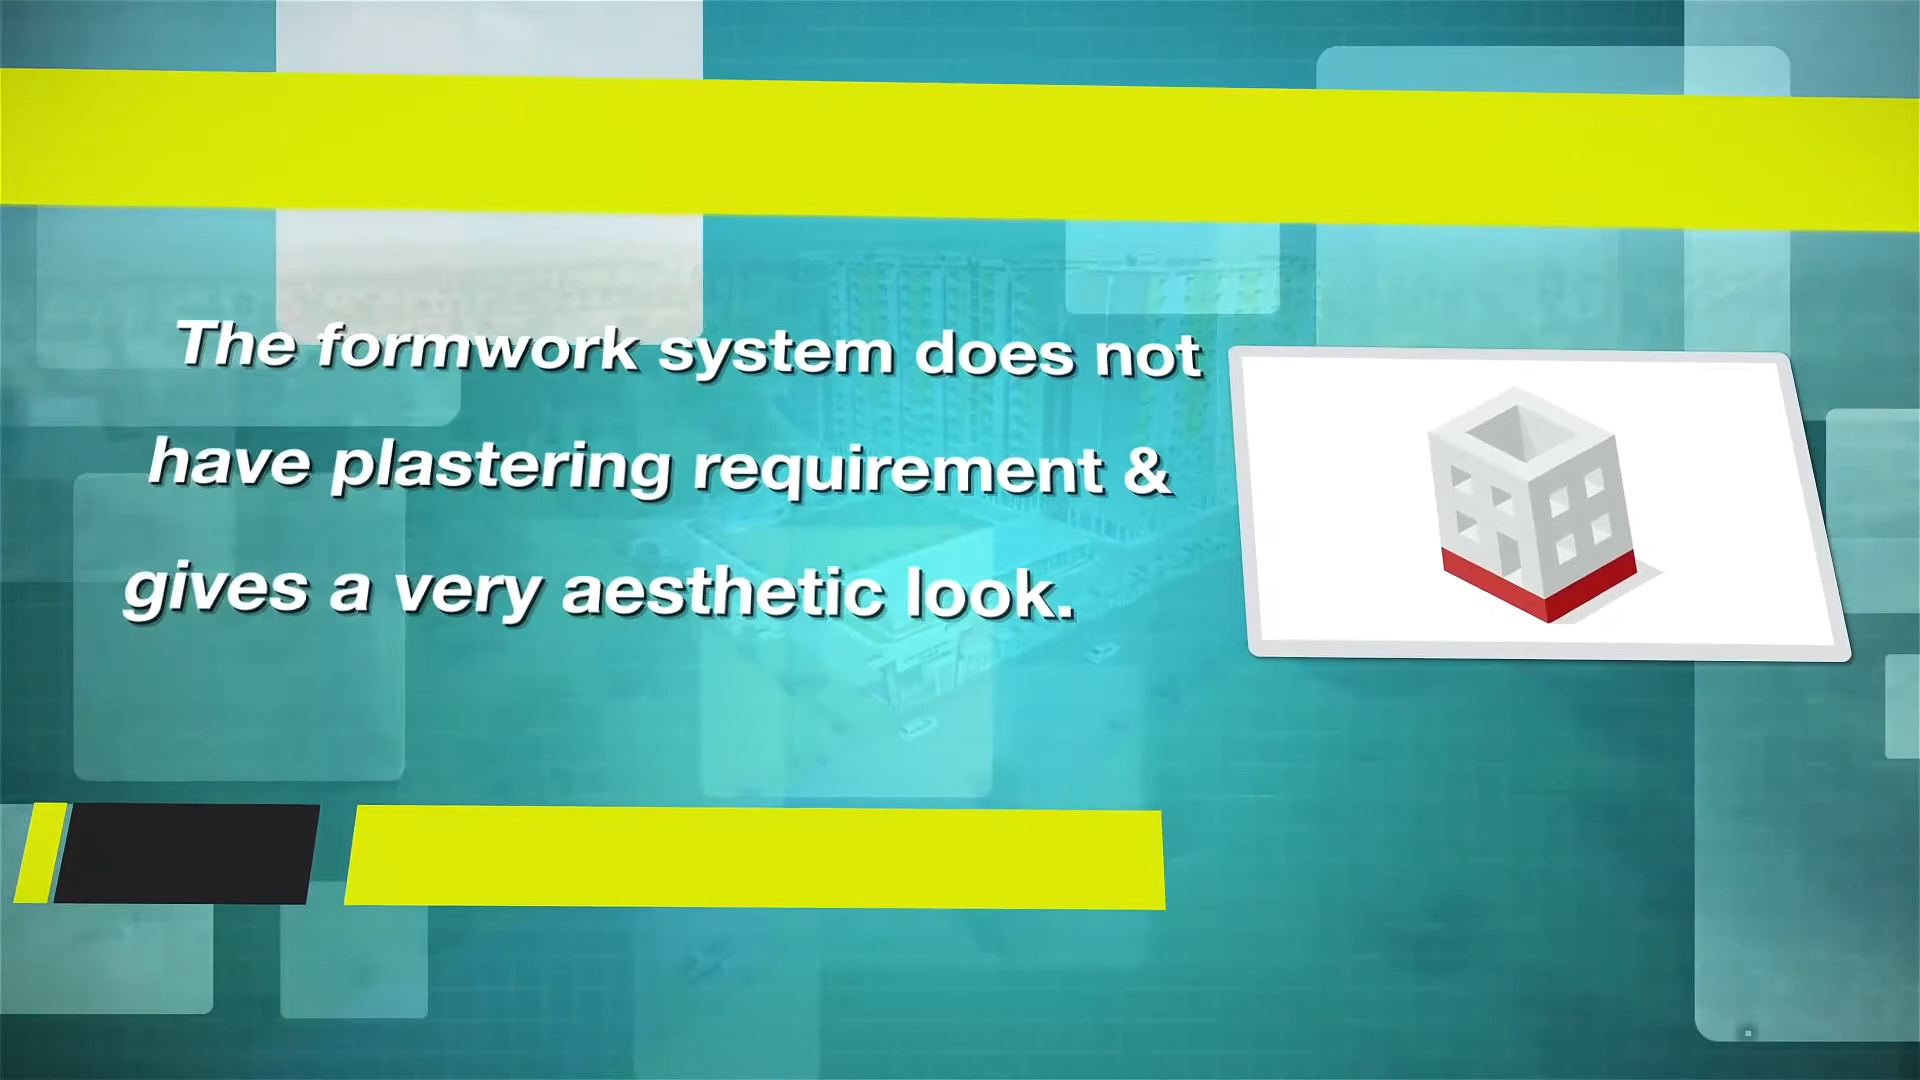 The formwork system does not
have plastering requirement &
gives a very aesthetic look.